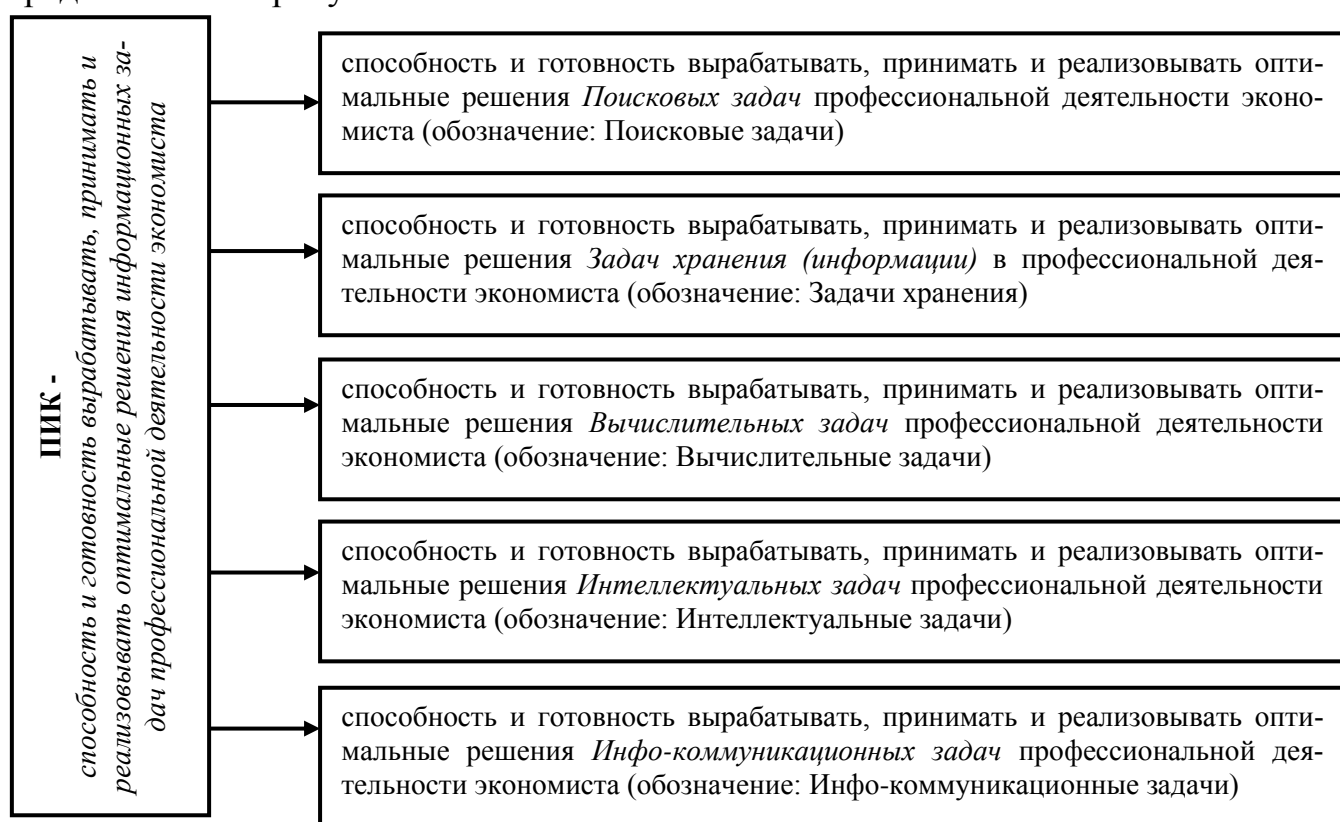 ПИК -
способность и готовность вырабатывать, принимать и
реализовывать оптимальные решения информационных за-
дач профессиональной деятельности экономиста
способность и готовность вырабатывать, принимать и реализовывать опти-
мальные решения Поисковых задач профессиональной деятельности эконо-
миста (обозначение: Поисковые задачи)
способность и готовность вырабатывать, принимать и реализовывать опти-
мальные решения Задач хранения (информации) в профессиональной дея-
тельности экономиста (обозначение: Задачи хранения)
способность и готовность вырабатывать, принимать и реализовывать опти-
мальные решения Вычислительных задач профессиональной деятельности
экономиста (обозначение: Вычислительные задачи)
способность и готовность вырабатывать, принимать и реализовывать опти-
мальные решения Интеллектуальных задач профессиональной деятельности
экономиста (обозначение: Интеллектуальные задачи)
способность и готовность вырабатывать, принимать и реализовывать опти-
мальные решения Инфо-коммуникационных задач профессиональной дея-
тельности экономиста (обозначение: Инфо-коммуникационные задачи)